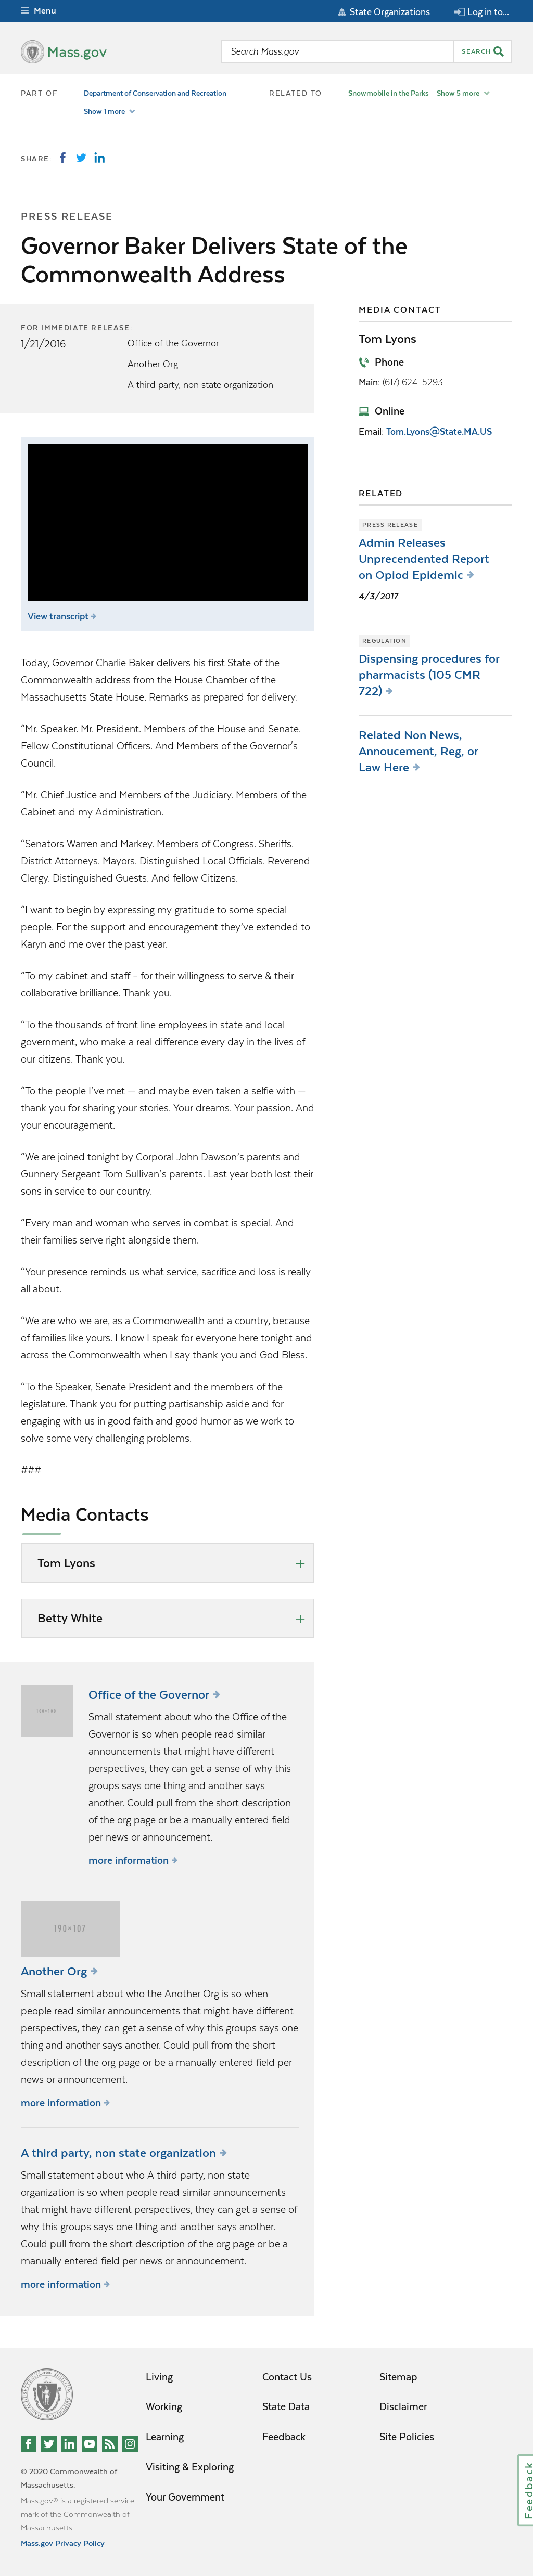 Menu
State Organizations
Log in to...
Mass.gov
Search Mass.gov
SEARCH
PART OF
Department of Conservation and Recreation
Show 1 more
RELATED TO
Snowmobile in the Parks
Show 5 more
SHARE:
PRESS RELEASE
Governor Baker Delivers State of the
Commonwealth Address
FOR IMMEDIATE RELEASE:
1/21/2016
Office of the Governor
Another Org
A third party, non state organization
View transcript
Today, Governor Charlie Baker delivers his first State of the
Commonwealth address from the House Chamber of the
Massachusetts State House. Remarks as prepared for delivery:
“Mr. Speaker. Mr. President. Members of the House and Senate.
Fellow Constitutional Officers. And Members of the Governor's
Council.
“Mr. Chief Justice and Members of the Judiciary. Members of the
Cabinet and my Administration.
“Senators Warren and Markey. Members of Congress. Sheriffs.
District Attorneys. Mayors. Distinguished Local Officials. Reverend
Clergy. Distinguished Guests. And fellow Citizens.
“I want to begin by expressing my gratitude to some special
people. For the support and encouragement they’ve extended to
Karyn and me over the past year.
“To my cabinet and staff – for their willingness to serve & their
collaborative brilliance. Thank you.
“To the thousands of front line employees in state and local
government, who make a real difference every day in the lives of
our citizens. Thank you.
“To the people I’ve met — and maybe even taken a selfie with —
thank you for sharing your stories. Your dreams. Your passion. And
your encouragement.
“We are joined tonight by Corporal John Dawson’s parents and
Gunnery Sergeant Tom Sullivan’s parents. Last year both lost their
sons in service to our country.
“Every man and woman who serves in combat is special. And
their families serve right alongside them.
“Your presence reminds us what service, sacrifice and loss is really
all about.
“We are who we are, as a Commonwealth and a country, because
of families like yours. I know I speak for everyone here tonight and
across the Commonwealth when I say thank you and God Bless.
“To the Speaker, Senate President and the members of the
legislature. Thank you for putting partisanship aside and for
engaging with us in good faith and good humor as we work to
solve some very challenging problems.
###
Media Contacts
Tom Lyons
Betty White
MEDIA CONTACT
Tom Lyons
Phone
Main: (617) 624-5293
Online
Email: Tom.Lyons@State.MA.US
RELATED
PRESS RELEASE
Admin Releases
Unprecendented Report
on Opiod Epidemic
4/3/2017
REGULATION
Dispensing procedures for
pharmacists (105 CMR
722)
Related Non News,
Annoucement, Reg, or
Law Here
100×100
Office of the Governor
Small statement about who the Office of the
Governor is so when people read similar
announcements that might have different
perspectives, they can get a sense of why this
groups says one thing and another says
another. Could pull from the short description
of the org page or be a manually entered field
per news or announcement.
more information
190×107
Another Org
Small statement about who the Another Org is so when
people read similar announcements that might have different
perspectives, they can get a sense of why this groups says one
thing and another says another. Could pull from the short
description of the org page or be a manually entered field per
news or announcement.
more information
A third party, non state organization
Small statement about who A third party, non state
organization is so when people read similar announcements
that might have different perspectives, they can get a sense of
why this groups says one thing and another says another.
Could pull from the short description of the org page or be a
manually entered field per news or announcement.
more information
© 2020 Commonwealth of
Massachusetts.
Mass.gov® is a registered service
mark of the Commonwealth of
Massachusetts.
Mass.gov Privacy Policy
Living
Working
Learning
Visiting & Exploring
Your Government
Contact Us
State Data
Feedback
Sitemap
Disclaimer
Site Policies
Feedback